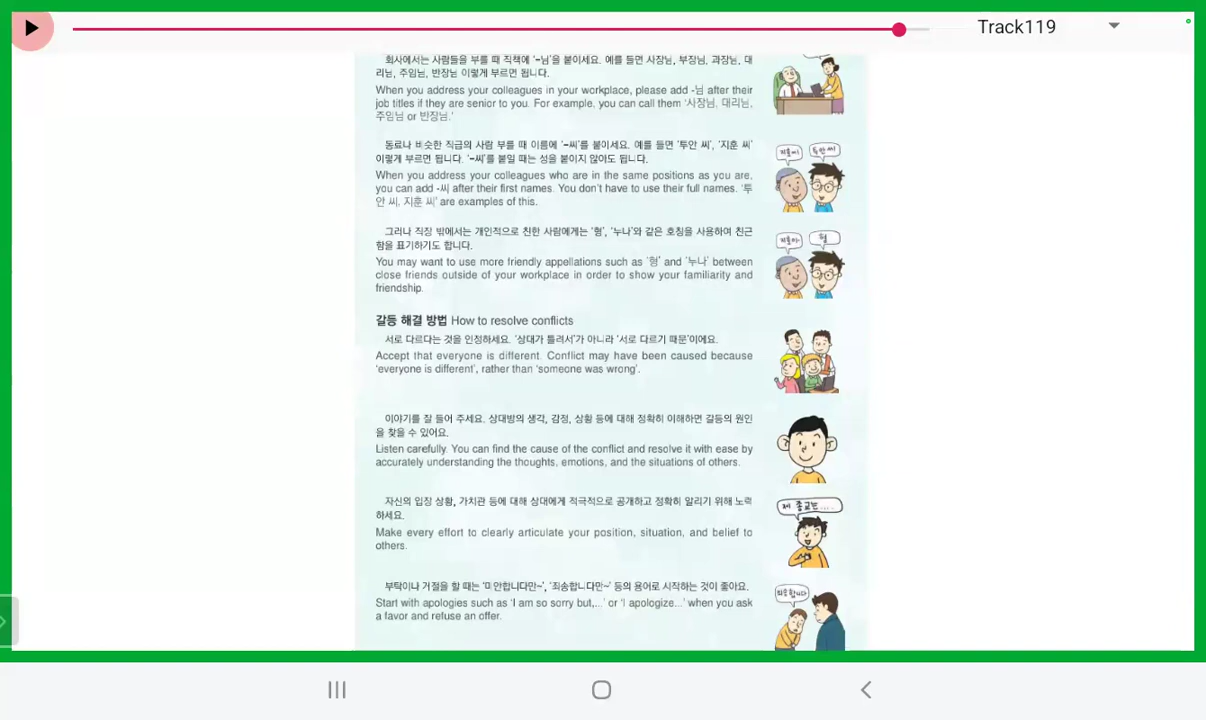 Track119
회사에서는 사람들을 부를 때 직책에 '-님'을 붙이세요. 예를 들면 사장님, 부장님, 과장님, 대
리님, 주임님, 반장님 이렇게 부르면 됩니다.
When you address your colleagues in your workplace, please add -님 after their
job titles if they are senior to you. For example, you can call them '사장님, 대리님,
주임님 or 반장님.'
동료나 비슷한 직급의 사람 부를 때 이름에 '-씨'를 붙이세요. 예를 들면 '투안 씨', '지훈 씨'
이렇게 부르면 됩니다. '-씨'를 붙일 때는 성을 붙이지 않아도 됩니다.
When you address your colleagues who are in the same positions as you are,
you can add -씨 after their first names. You don't have to use their full names. '투
안 씨, 지훈 씨' are examples of this.
지훈 씨
투안 씨
그러나 직장 밖에서는 개인적으로 친한 사람에게는 '형', '누나'와 같은 호칭을 사용하여 친근
함을 표기하기도 합니다.
You may want to use more friendly appellations such as '형' and '누나' between
close friends outside of your workplace in order to show your familiarity and
friendship.
지훈아
형
갈등 해결 방법 How to resolve conflicts
서로 다르다는 것을 인정하세요. '상대가 틀려서'가 아니라 '서로 다르기 때문'이에요.
Accept that everyone is different. Conflict may have been caused because
'everyone is different', rather than 'someone was wrong'.
이야기를 잘 들어 주세요. 상대방의 생각, 감정, 상황 등에 대해 정확히 이해하면 갈등의 원인
을 찾을 수 있어요.
Listen carefully. You can find the cause of the conflict and resolve it with ease by
accurately understanding the thoughts, emotions, and the situations of others.
자신의 입장 상황, 가치관 등에 대해 상대에게 적극적으로 공개하고 정확히 알리기 위해 노력
하세요.
Make every effort to clearly articulate your position, situation, and belief to
others.
제 종교는....
부탁이나 거절을 할 때는 '미안합니다만~', '죄송합니다만~' 등의 용어로 시작하는 것이 좋아요.
Start with apologies such as 'I am so sorry but,...' or 'I apologize...' when you ask
a favor and refuse an offer.
죄송합니다